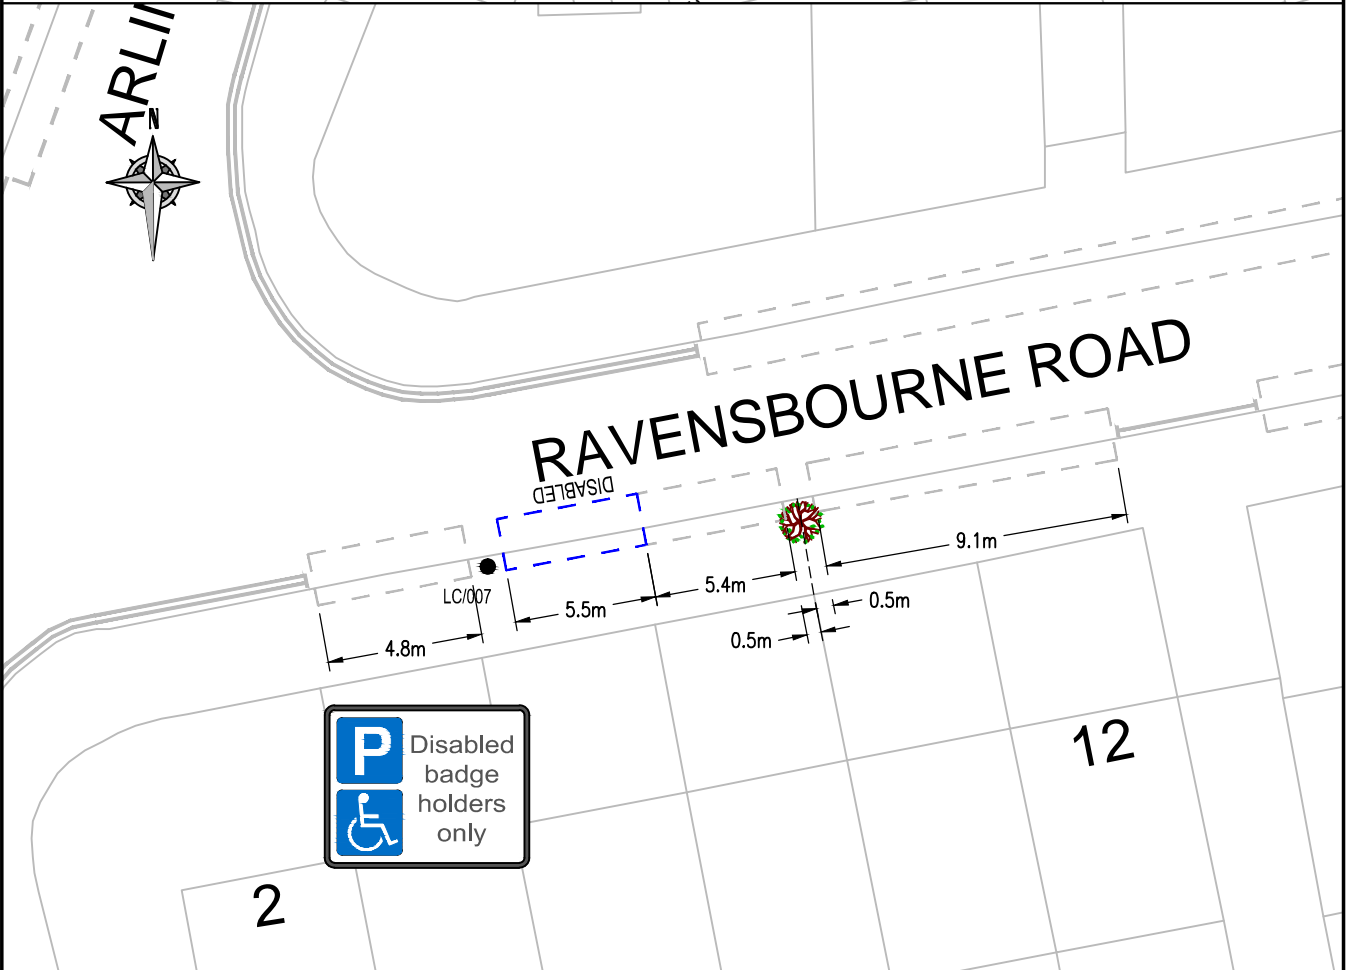 ARLIN
N
RAVENSBOURNE ROAD
DISABLED
LC/007
4.8m
5.5m
5.4m
9.1m
0.5m
0.5m
P
Disabled
badge
holders
only
12
2